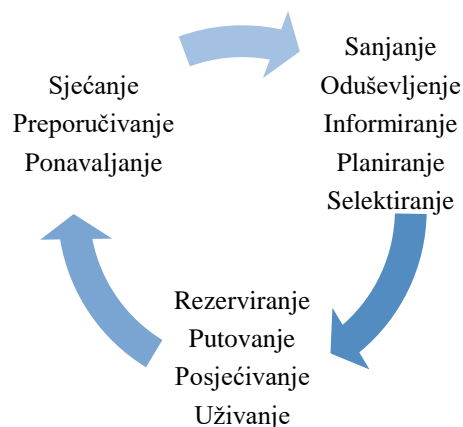 Sjećanje
Preporučivanje
Ponavaljanje
Sanjanje
Oduševljenje
Informiranje
Planiranje
Selektiranje
Rezerviranje
Putovanje
Posjećivanje
Uživanje